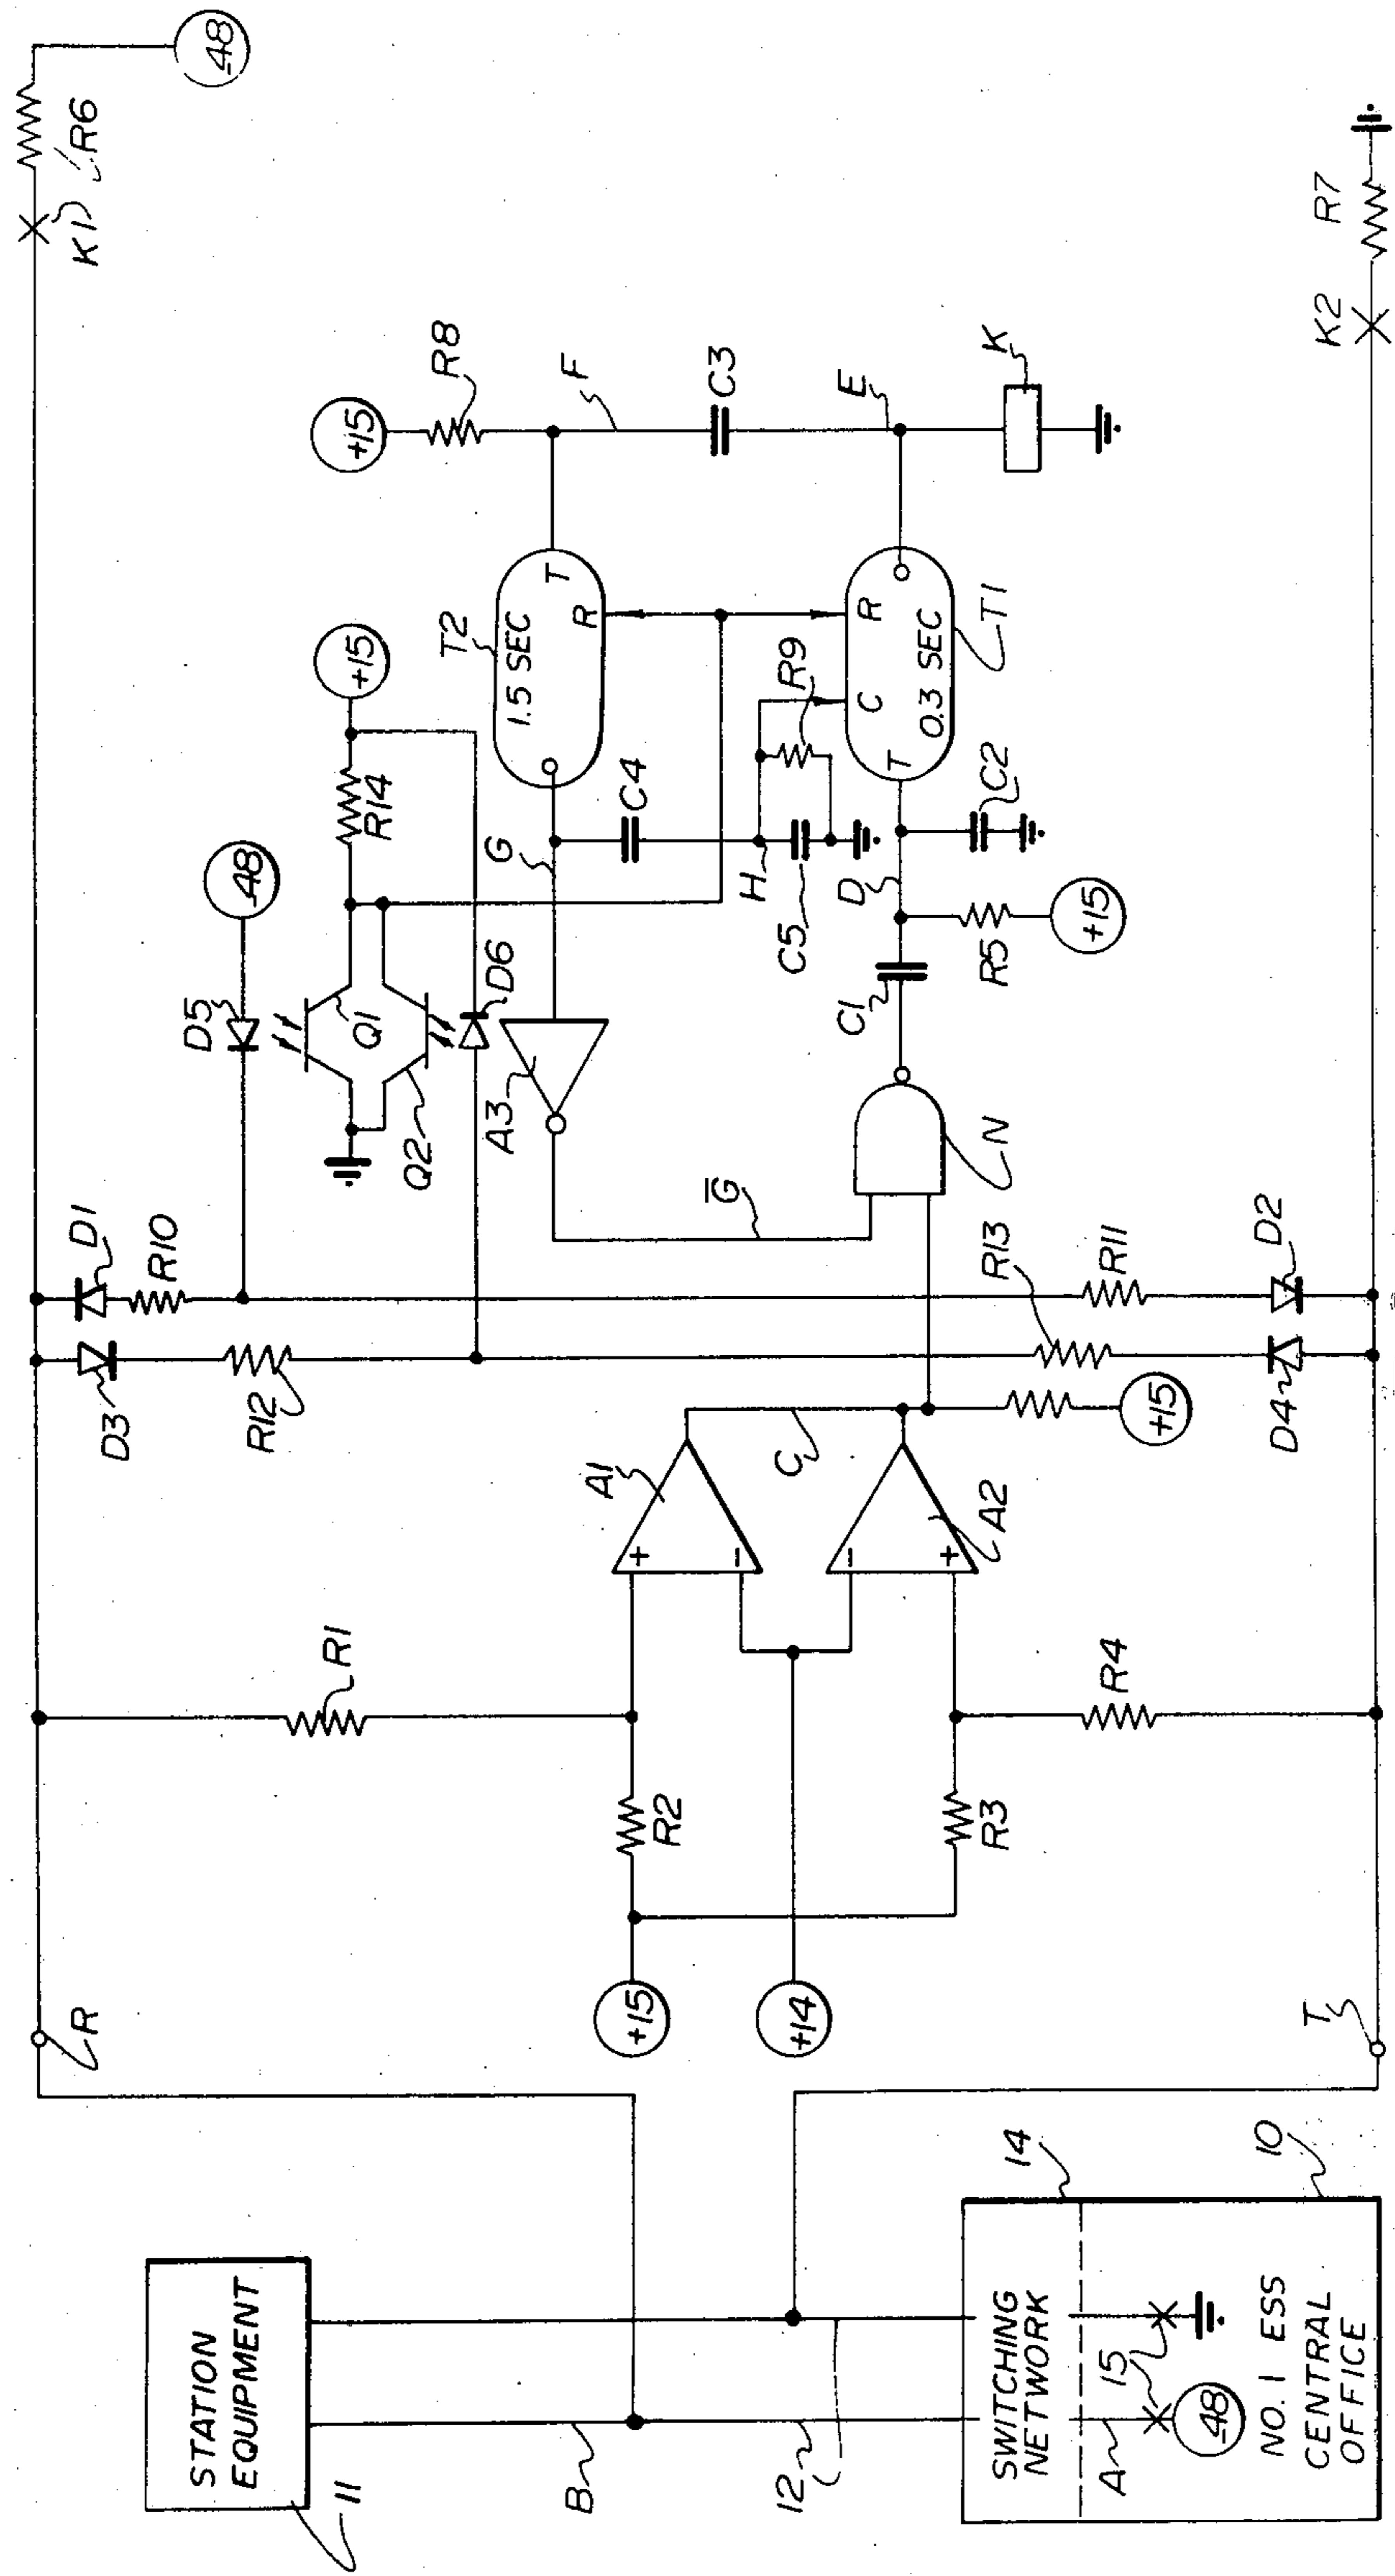 STATION
EQUIPMENT
11
B
12
SWITCHING
NETWORK
14
A
15
-48
NO. 1 ESS
CENTRAL
OFFICE
10
R
T
+15
+14
R1
R2
R3
R4
A1
+
-
A2
-
+
C
+15
D3
R12
D1
R10
R13
R11
D4
D2
D5
-48
Q1
Q2
D6
R14
+15
A3
G
G̅
N
C1
D
R5
+15
C2
H
C4
C5
R9
T2
1.5 SEC
T
R
T
C
R
0.3 SEC
T1
+15
R8
F
C3
E
K
K1
R6
-48
K2
R7